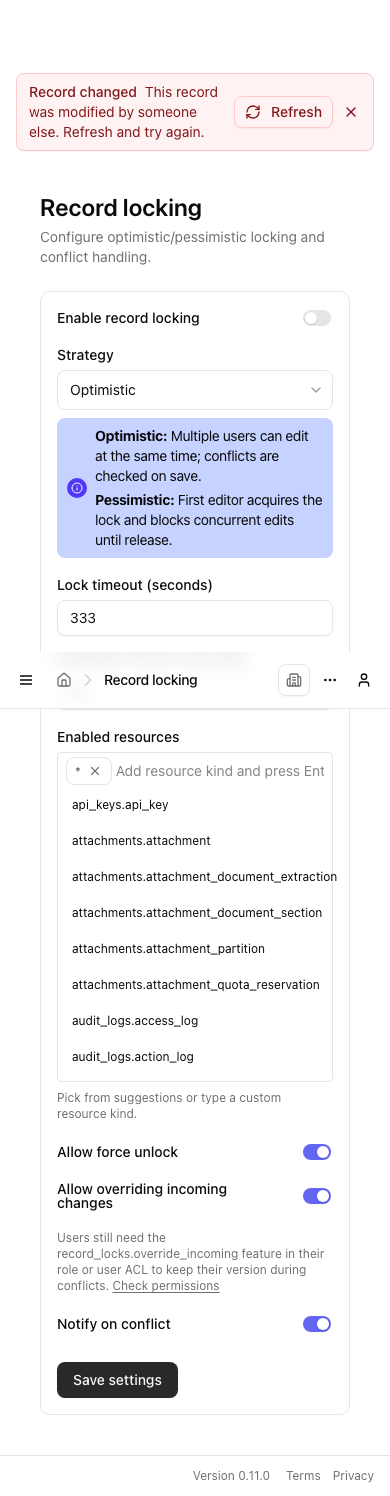 Record changed This record
was modified by someone
else. Refresh and try again.
Refresh
Record locking
Configure optimistic/pessimistic locking and
conflict handling.
Enable record locking
Strategy
Optimistic
Optimistic: Multiple users can edit
at the same time; conflicts are
checked on save.
Pessimistic: First editor acquires the
lock and blocks concurrent edits
until release.
Lock timeout (seconds)
333
Record locking
Enabled resources
* Add resource kind and press Ent
api_keys.api_key
attachments.attachment
attachments.attachment_document_extraction
attachments.attachment_document_section
attachments.attachment_partition
attachments.attachment_quota_reservation
audit_logs.access_log
audit_logs.action_log
Pick from suggestions or type a custom
resource kind.
Allow force unlock
Allow overriding incoming
changes
Users still need the
record_locks.override_incoming feature in their
role or user ACL to keep their version during
conflicts. Check permissions
Notify on conflict
Save settings
Version 0.11.0 Terms Privacy